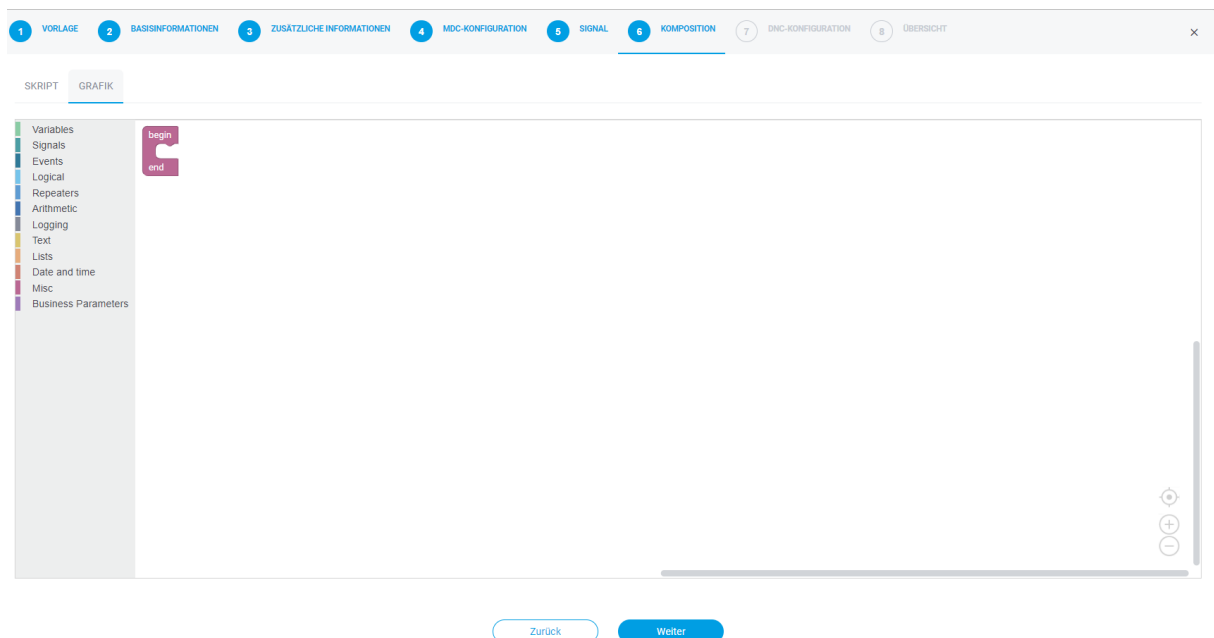 1 VORLAGE 2 BASISINFORMATIONEN 3 ZUSÄTZLICHE INFORMATIONEN 4 MDC-KONFIGURATION 5 SIGNAL 6 KOMPOSITION 7 DNC-KONFIGURATION 8 ÜBERSICHT
SKRIPT GRAFIK
Variables
Signals
Events
Logical
Repeaters
Arithmetic
Logging
Text
Lists
Date and time
Misc
Business Parameters
begin
end
Zurück Weiter